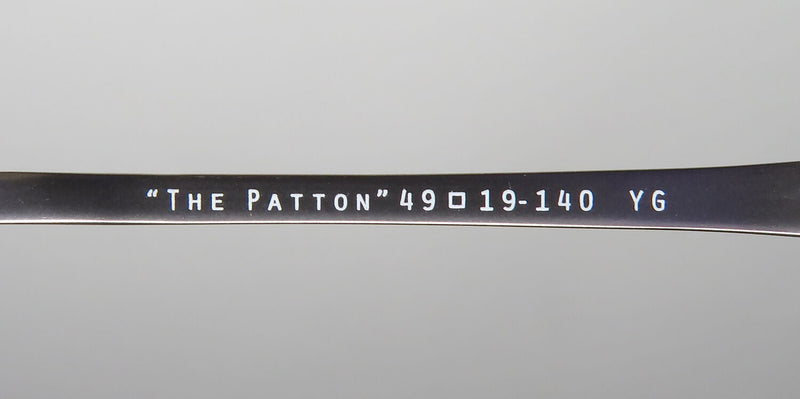 “THE PATTON” 49□19-140 YG